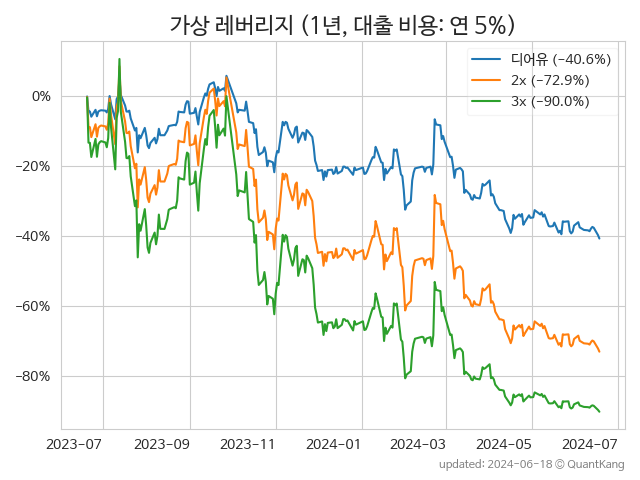 가상 레버리지 (1년, 대출 비용: 연 5%)
디어유 (−40.6%)
2x (−72.9%)
3x (−90.0%)
0%
−20%
−40%
−60%
−80%
2023−07 2023−09 2023−11 2024−01 2024−03 2024−05 2024−07
updated: 2024−06−18 ⓒ QuantKang